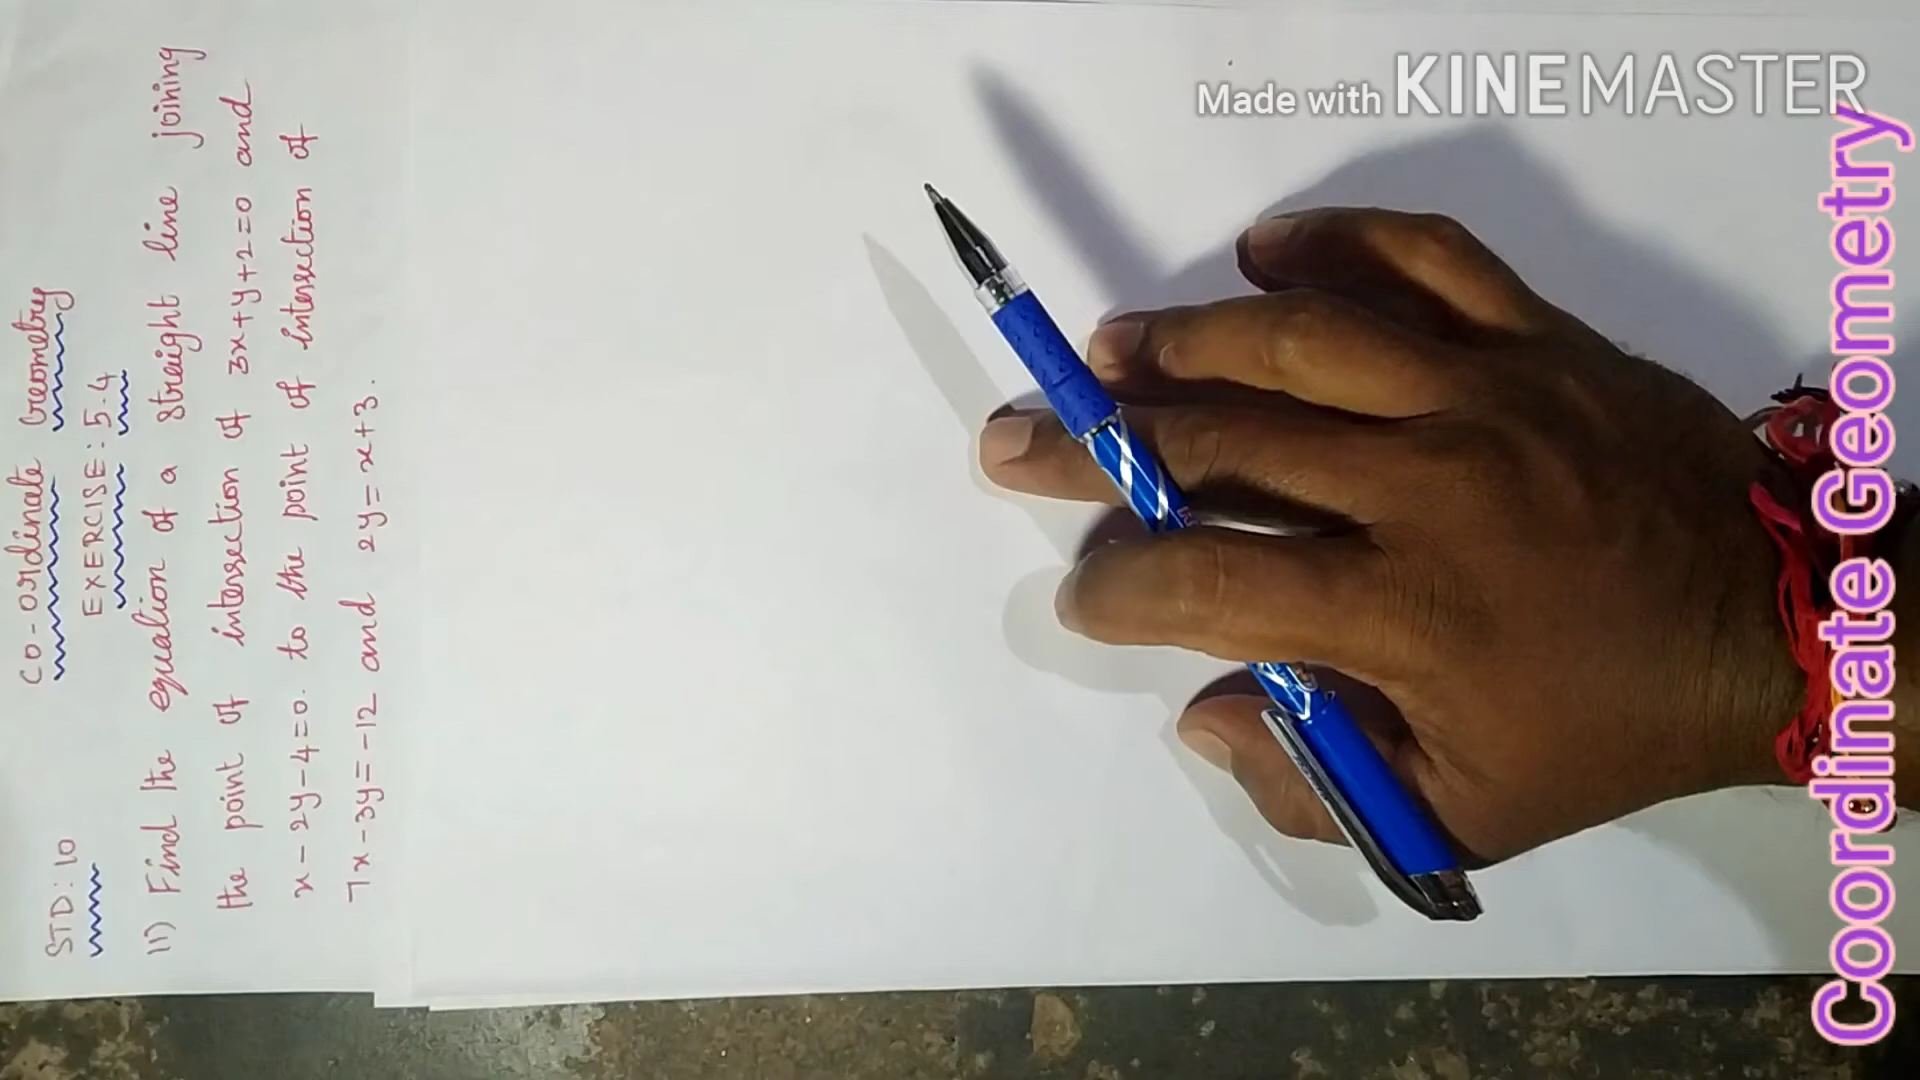 CO-ordinate Geometry
STD: 10
EXERCISE: 5.4
11) Find the equation of a straight line joining
the point of intersection of 3x+y+2=0 and
x-2y-4=0. to the point of intersection of
7x-3y=-12 and 2y=x+3.
Made with KINEMASTER
Coordinate Geometry